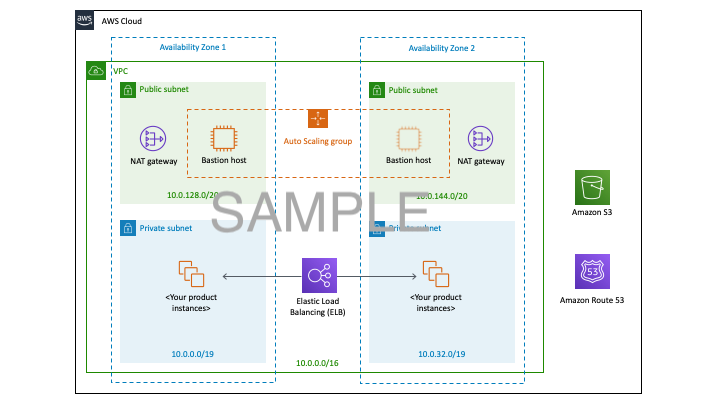 aws
AWS Cloud
Availability Zone 1
Availability Zone 2
VPC
Public subnet
Public subnet
NAT gateway
Bastion host
Auto Scaling group
Bastion host
NAT gateway
10.0.128.0/20
10.0.144.0/20
SAMPLE
Amazon S3
Private subnet
Private subnet
53
<Your product
instances>
Elastic Load
Balancing (ELB)
<Your product
instances>
Amazon Route 53
10.0.0.0/19
10.0.0.0/16
10.0.32.0/19